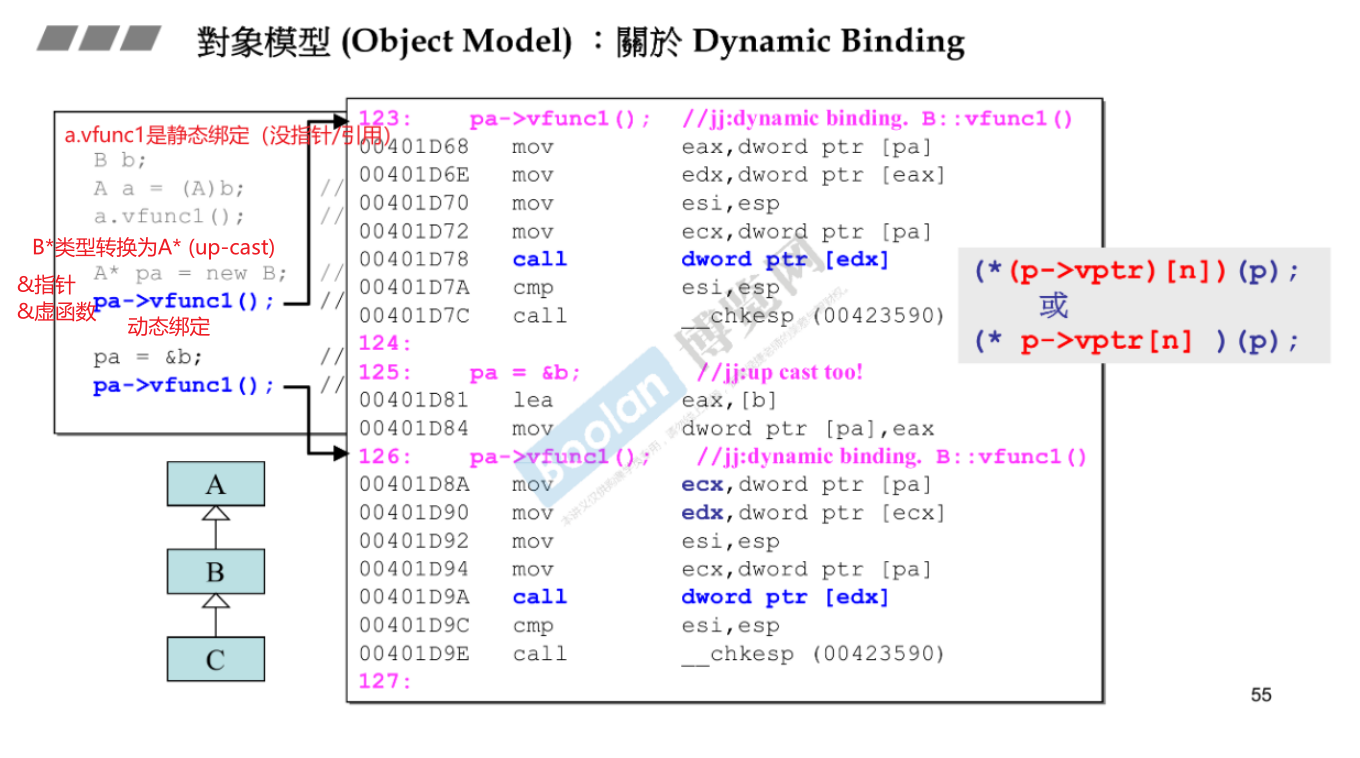 對象模型 (Object Model) ：關於 Dynamic Binding
a.vfunc1是静态绑定（没指针/引用）
B b;
A a = (A)b; //
a.vfunc1(); //
B*类型转换为A* (up-cast)
&指针
&虚函数
A* pa = new B; //
pa->vfunc1(); //
动态绑定
pa = &b; //
pa->vfunc1(); //
A
B
C
123: pa->vfunc1(); //jj:dynamic binding. B::vfunc1()
00401D68 mov eax,dword ptr [pa]
00401D6E mov edx,dword ptr [eax]
00401D70 mov esi,esp
00401D72 mov ecx,dword ptr [pa]
00401D78 call dword ptr [edx]
00401D7A cmp esi,esp
00401D7C call __chkesp (00423590)
124:
125: pa = &b; //jj:up cast too!
00401D81 lea eax,[b]
00401D84 mov dword ptr [pa],eax
126: pa->vfunc1(); //jj:dynamic binding. B::vfunc1()
00401D8A mov ecx,dword ptr [pa]
00401D90 mov edx,dword ptr [ecx]
00401D92 mov esi,esp
00401D94 mov ecx,dword ptr [pa]
00401D9A call dword ptr [edx]
00401D9C cmp esi,esp
00401D9E call __chkesp (00423590)
127:
(*(p->vptr)[n])(p);
或
(* p->vptr[n] )(p);
boolan
博览网
55